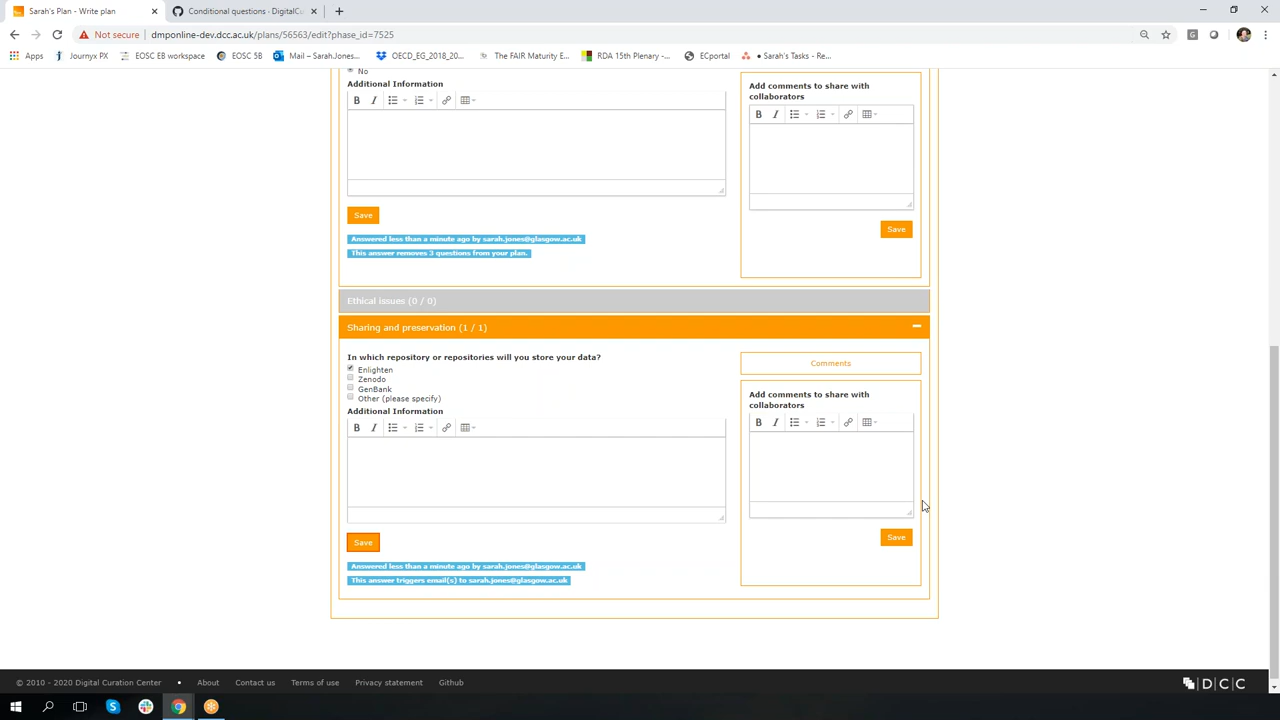 Sarah's Plan - Write plan
Conditional questions - DigitalCu
Not secure
dmponline-dev.dcc.ac.uk/plans/56563/edit?phase_id=7525
Apps
Journyx PX
EOSC EB workspace
EOSC 5B
Mail – SarahJones...
OECD_EG_2018_20...
The FAIR Maturity E...
RDA 15th Plenary -...
ECportal
• Sarah's Tasks - Re...
No
Additional Information
B I
Save
Answered less than a minute ago by sarah.jones@glasgow.ac.uk
This answer removes 3 questions from your plan.
Add comments to share with
collaborators
B I
Save
Ethical issues (0 / 0)
Sharing and preservation (1 / 1)
In which repository or repositories will you store your data?
Enlighten
Zenodo
GenBank
Other (please specify)
Additional Information
B I
Save
Answered less than a minute ago by sarah.jones@glasgow.ac.uk
This answer triggers email(s) to sarah.jones@glasgow.ac.uk
Comments
Add comments to share with
collaborators
B I
Save
© 2010 - 2020 Digital Curation Center
•
About
Contact us
Terms of use
Privacy statement
Github
DCC